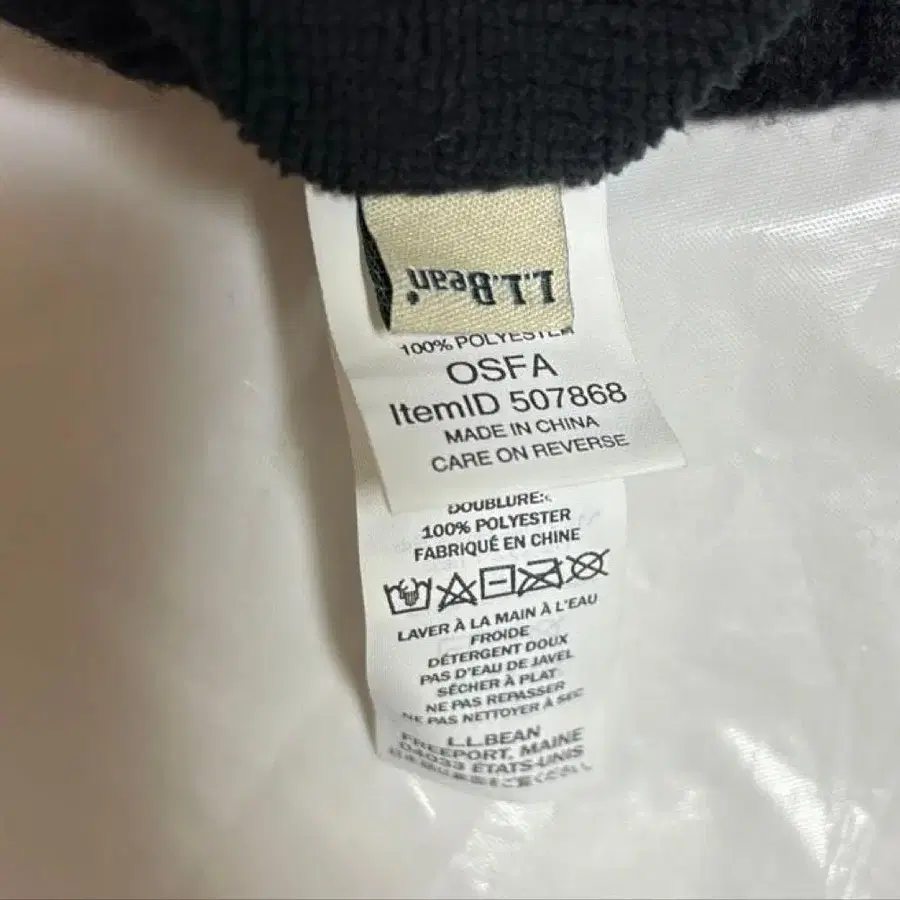 L.L.Bean®
100% POLYESTER
OSFA
ItemID 507868
MADE IN CHINA
CARE ON REVERSE
DOUBLURE:
100% POLYESTER
FABRIQUÉ EN CHINE
LAVER À LA MAIN À L'EAU
FROIDE
DÉTERGENT DOUX
PAS D'EAU DE JAVEL
SÉCHER À PLAT
NE PAS REPASSER
NE PAS NETTOYER À SEC
L.L.BEAN
FREEPORT, MAINE
04033 ÉTATS-UNIS